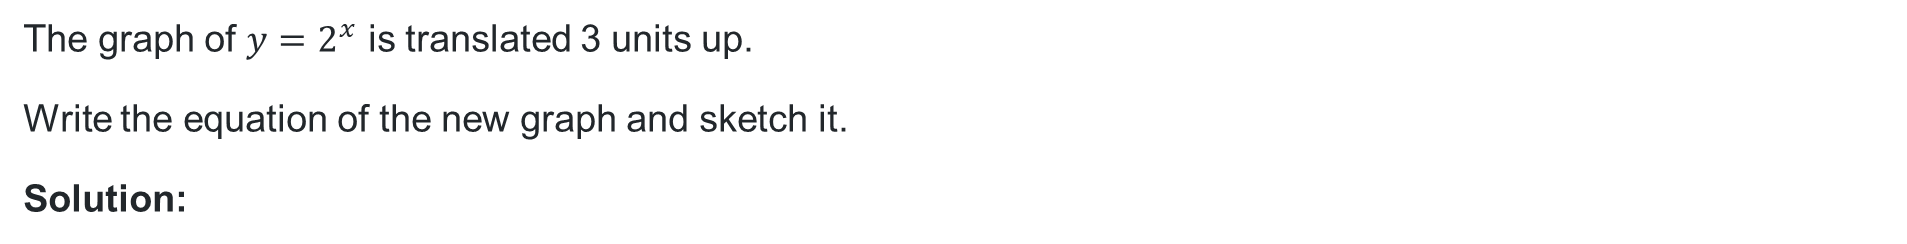 The graph of y = 2ˣ is translated 3 units up.
Write the equation of the new graph and sketch it.
Solution: